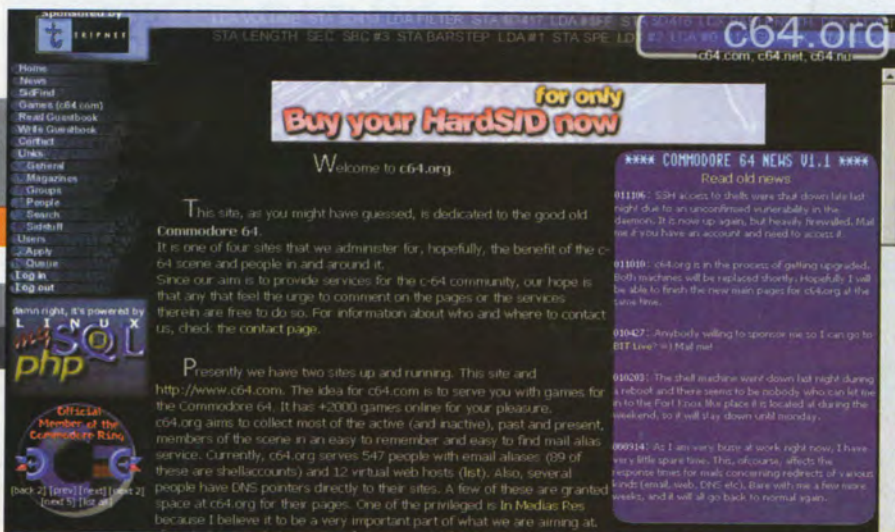 sponsored by
TRIPNET
LDA VOLUME STA SD418 LDA FILTER STA SD417 LDA STA SD416
STA LENGTH SEC SBC #3 STA BARSTEP LDA #1 STA SPE
c64.org
c64.com, c64.net, c64.nu
Home
News
SidFind
Games (c64.com)
Read Guestbook
Write Guestbook
Contact
Links
General
Magazines
Groups
People
Search
Sidstuff
Users
Apply
Queue
Log in
Log out
damn right, it's powered by
LINUX
mySQL
php
Official
Member of the
Commodore Ring
[back 2] [prev] [next] [next 2]
[next 5] [list all]
for only
Buy your HardSID now
Welcome to c64.org.
This site, as you might have guessed, is dedicated to the good old
Commodore 64.
It is one of four sites that we administer for, hopefully, the benefit of the c-
64 scene and people in and around it.
Since our aim is to provide services for the c-64 community, our hope is
that any that feel the urge to comment on the pages or the services
therein are free to do so. For information about who and where to contact
us, check the contact page.
Presently we have two sites up and running. This site and
http://www.c64.com. The idea for c64.com is to serve you with games for
the Commodore 64. It has +2000 games online for your pleasure.
c64.org aims to collect most of the active (and inactive), past and present,
members of the scene in an easy to remember and easy to find mail alias
service. Currently, c64.org serves 547 people with email aliases (89 of
these are shellaccounts) and 12 virtual web hosts (list). Also, several
people have DNS pointers directly to their sites. A few of these are granted
space at c64.org for their pages. One of the privileged is In Medias Res
because I believe it to be a very important part of what we are aiming at.
**** COMMODORE 64 NEWS V1.1 ****
Read old news
011106: SSH access to shells were shut down late last
night due to an unconfirmed vunerability in the
daemon. It is now up again, but heavily firewalled. Mail
me if you have an account and need to access it.
011010: c64.org is in the process of getting upgraded.
Both machines will be replaced shortly. Hopefully I will
be able to finish the new main pages for c64.org at the
same time.
010427: Anybody willing to sponsor me so I can go to
BIT Live? =) Mail me!
010203: The shell machine went down last night during
a reboot and there seems to be nobody who can let me
in to the Fort Knox like place it is located at during the
weekend, so it will stay down until monday.
000914: As I am very busy at work right now, I have
very little spare time. This, ofcourse, affects the
response times for mails concerning redirects of various
kinds (email, web, DNS etc). Bare with me a few more
weeks, and it will all go back to normal again.